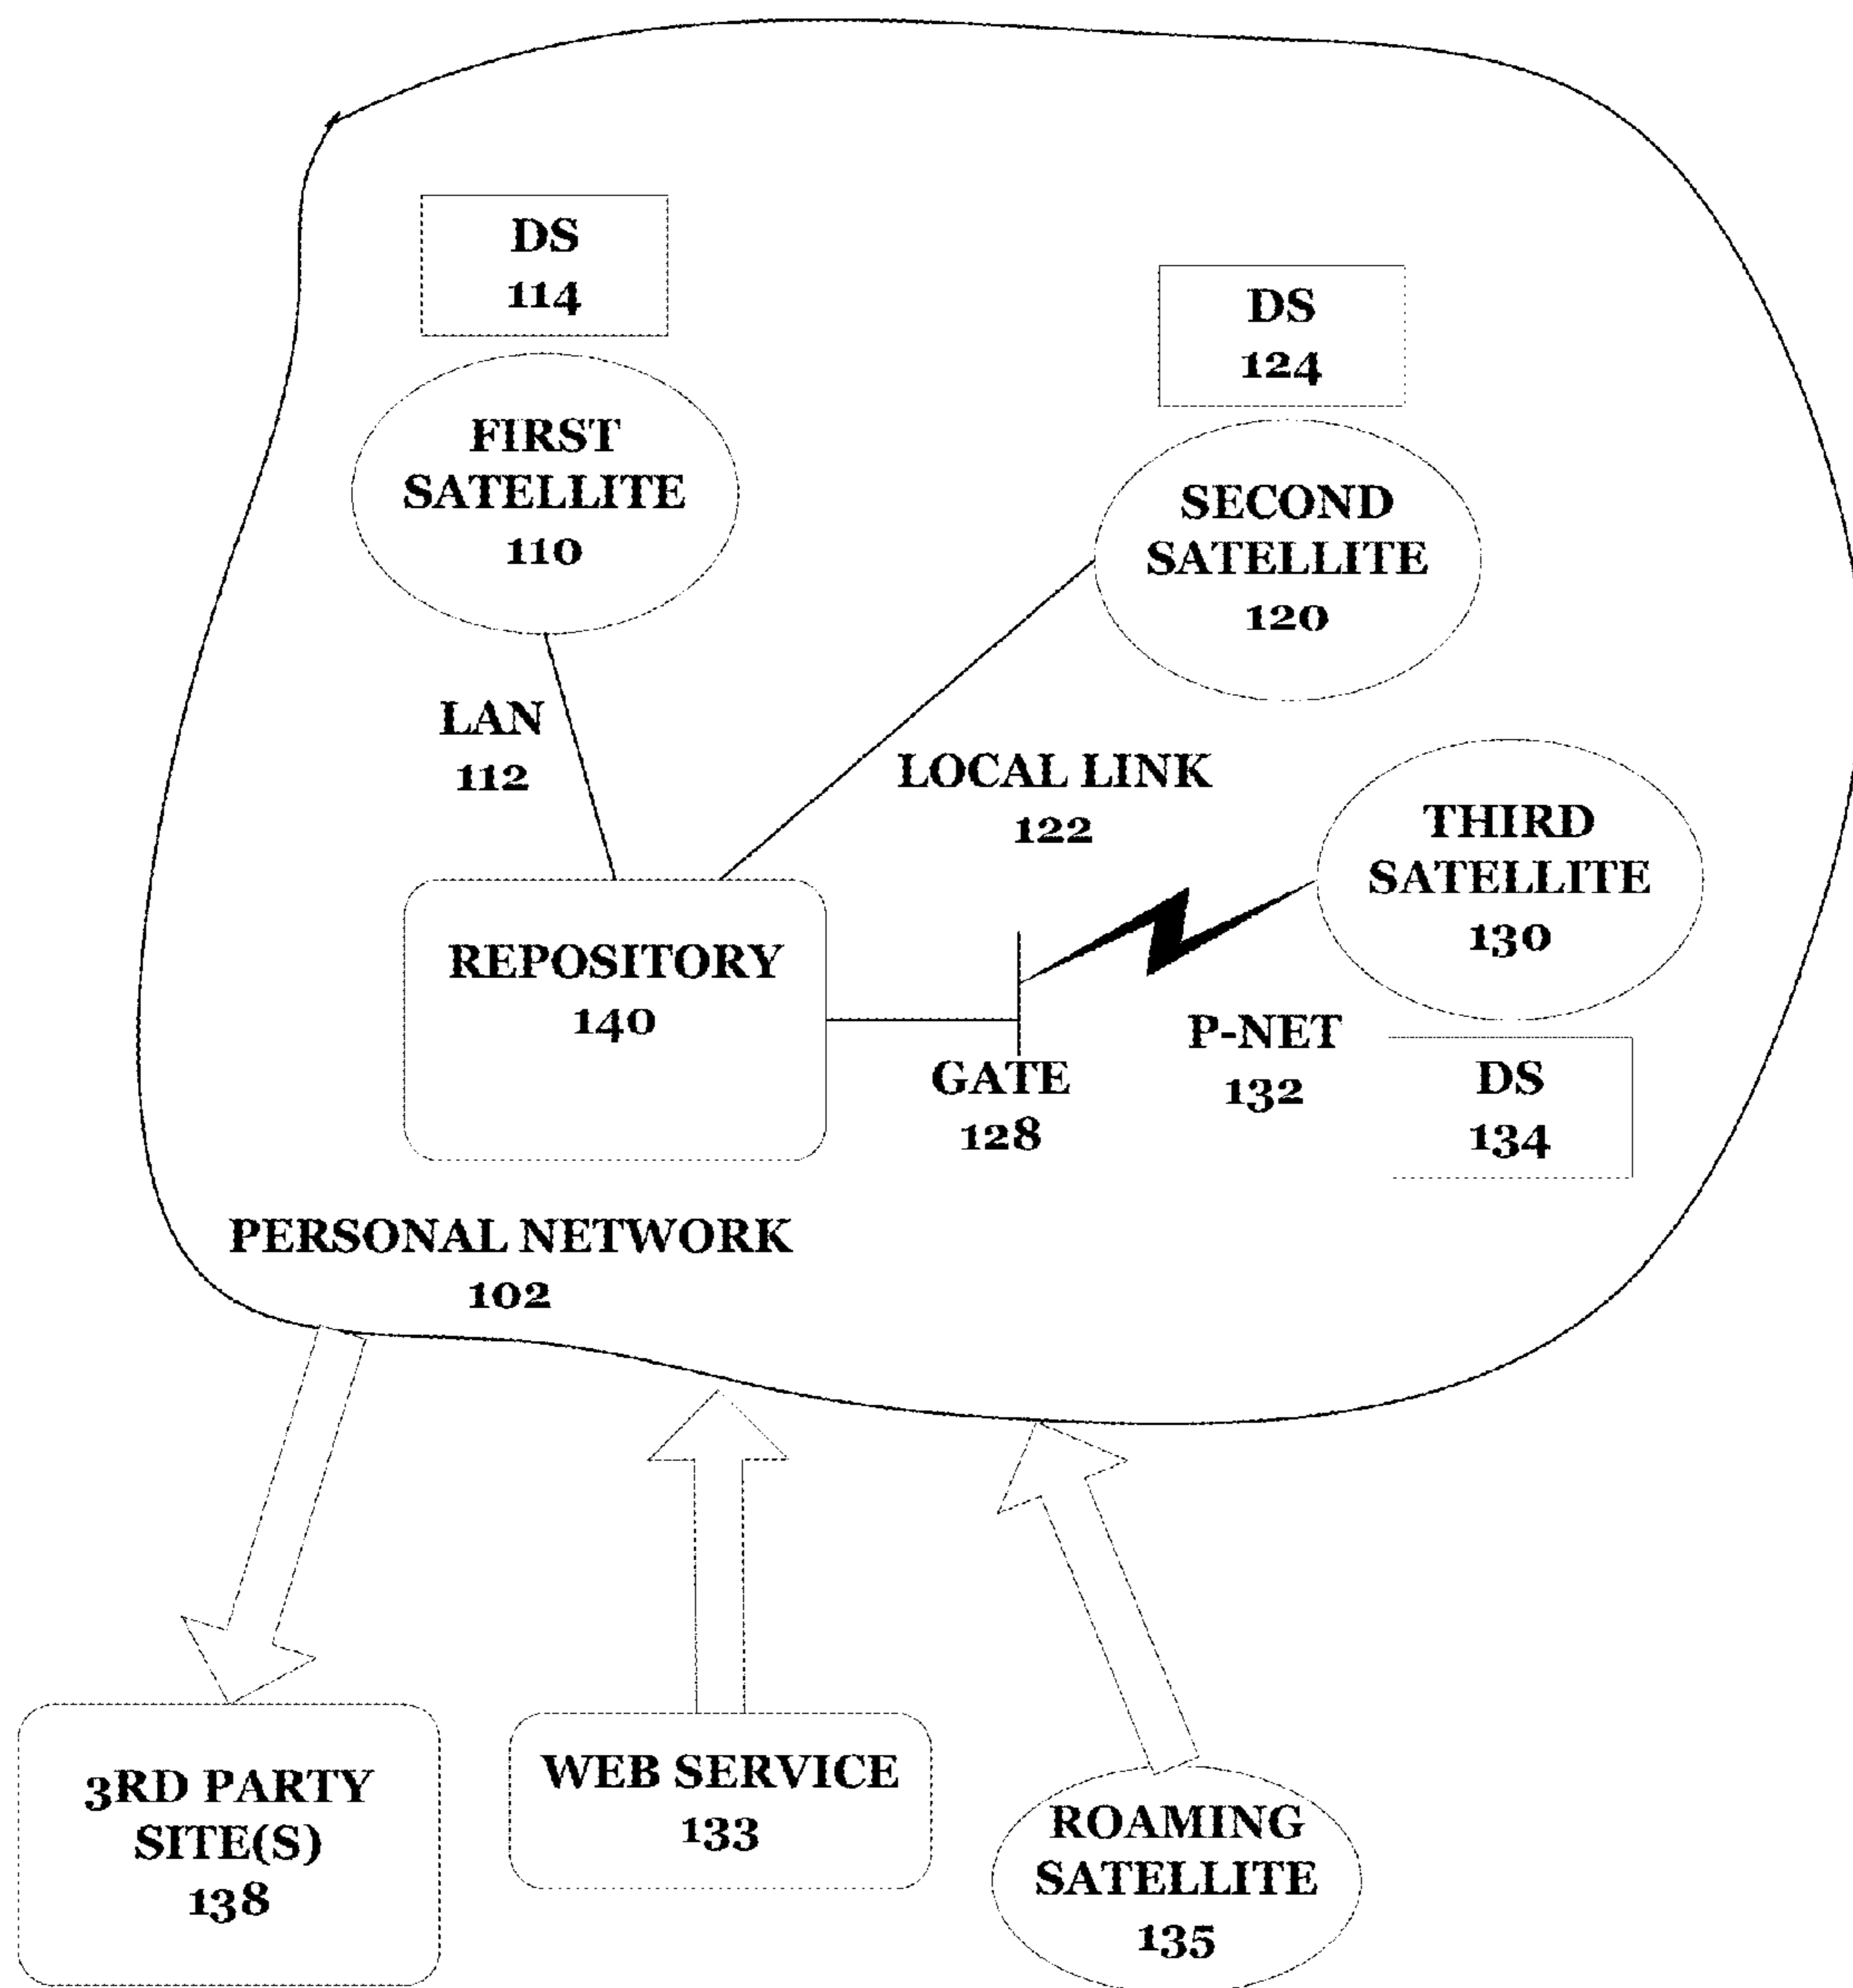 DS
114
DS
124
FIRST
SATELLITE
110
SECOND
SATELLITE
120
LAN
112
LOCAL LINK
122
THIRD
SATELLITE
130
REPOSITORY
140
P-NET
132
GATE
128
DS
134
PERSONAL NETWORK
102
3RD PARTY
SITE(S)
138
WEB SERVICE
133
ROAMING
SATELLITE
135